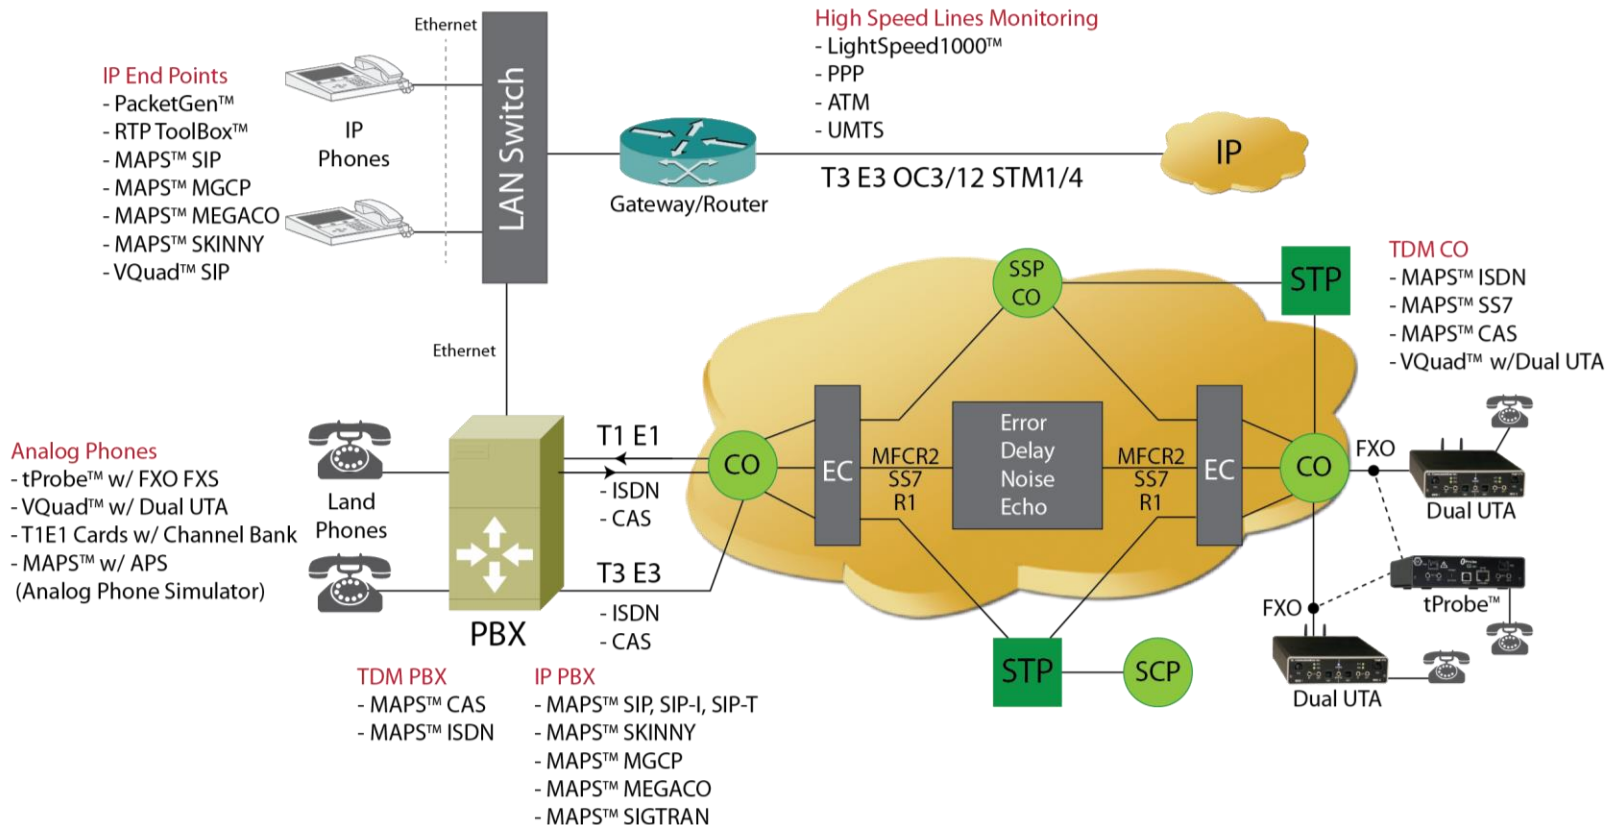 Ethernet
High Speed Lines Monitoring
- LightSpeed1000™
- PPP
- ATM
- UMTS
IP End Points
- PacketGen™
- RTP ToolBox™
- MAPS™ SIP
- MAPS™ MGCP
- MAPS™ MEGACO
- MAPS™ SKINNY
- VQuad™ SIP
IP
Phones
LAN Switch
Gateway/Router
T3 E3 OC3/12 STM1/4
IP
SSP
CO
STP
TDM CO
- MAPS™ ISDN
- MAPS™ SS7
- MAPS™ CAS
- VQuad™ w/Dual UTA
Ethernet
Analog Phones
- tProbe™ w/ FXO FXS
- VQuad™ w/ Dual UTA
- T1E1 Cards w/ Channel Bank
- MAPS™ w/ APS
(Analog Phone Simulator)
Land
Phones
PBX
T1 E1
- ISDN
- CAS
T3 E3
- ISDN
- CAS
CO
EC
MFCR2
SS7
R1
Error
Delay
Noise
Echo
MFCR2
SS7
R1
EC
CO
FXO
Dual UTA
tProbe™
FXO
Dual UTA
STP
SCP
TDM PBX
- MAPS™ CAS
- MAPS™ ISDN
IP PBX
- MAPS™ SIP, SIP-I, SIP-T
- MAPS™ SKINNY
- MAPS™ MGCP
- MAPS™ MEGACO
- MAPS™ SIGTRAN